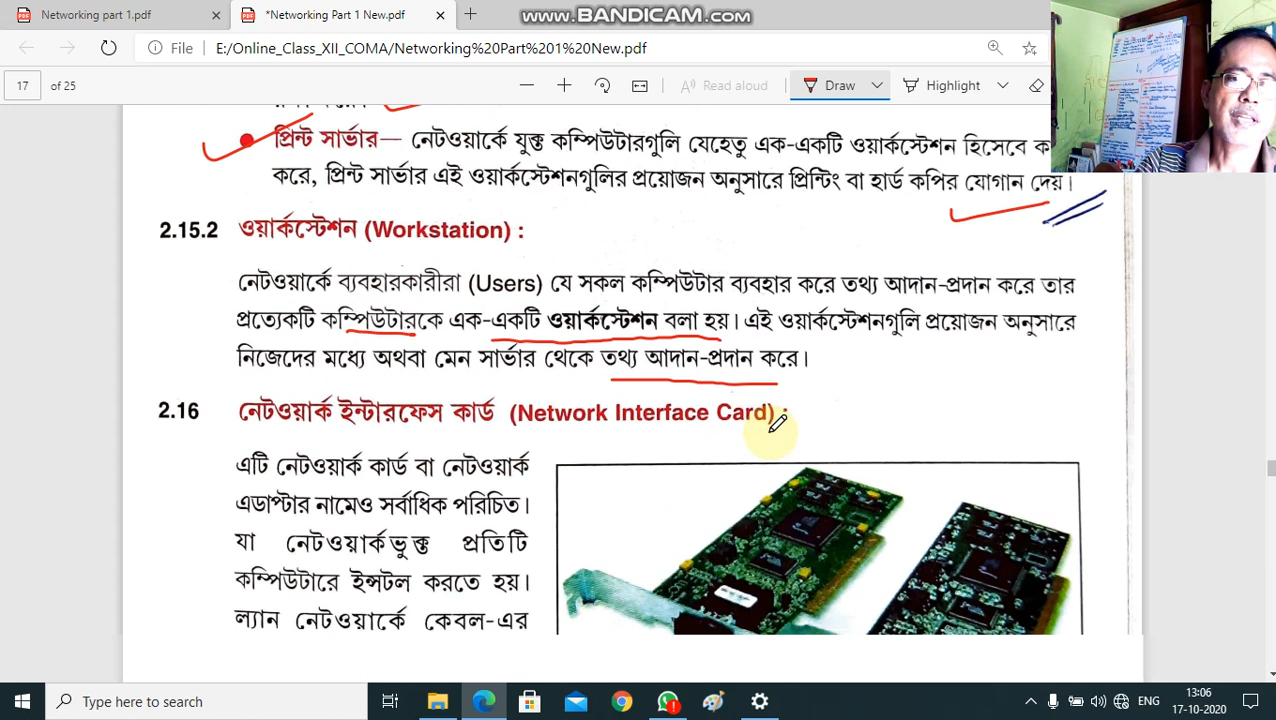 Networking part 1.pdf
*Networking Part 1 New.pdf
www.BANDICAM.com
File
E:/Online_Class_XII_COMA/Networking%20Part%201%20New.pdf
17 of 25
Read aloud
Draw
Highlight
প্রিন্ট সার্ভার— নেটওয়ার্কে যুক্ত কম্পিউটারগুলি যেহেতু এক-একটি ওয়ার্কস্টেশন হিসেবে
করে, প্রিন্ট সার্ভার এই ওয়ার্কস্টেশনগুলির প্রয়োজন অনুসারে প্রিন্টিং বা হার্ড কপির যোগান দেয়।
2.15.2 ওয়ার্কস্টেশন (Workstation) :
নেটওয়ার্কে ব্যবহারকারীরা (Users) যে সকল কম্পিউটার ব্যবহার করে তথ্য আদান-প্রদান করে তার
প্রত্যেকটি কম্পিউটারকে এক-একটি ওয়ার্কস্টেশন বলা হয়। এই ওয়ার্কস্টেশনগুলি প্রয়োজন অনুসারে
নিজেদের মধ্যে অথবা মেন সার্ভার থেকে তথ্য আদান-প্রদান করে।
2.16 নেটওয়ার্ক ইন্টারফেস কার্ড (Network Interface Card) :
এটি নেটওয়ার্ক কার্ড বা নেটওয়ার্ক
এডাপ্টার নামেও সর্বাধিক পরিচিত।
যা নেটওয়ার্কভুক্ত প্রতিটি
কম্পিউটারে ইন্সটল করতে হয়।
ল্যান নেটওয়ার্কে কেবল-এর
Type here to search
ENG
13:06
17-10-2020